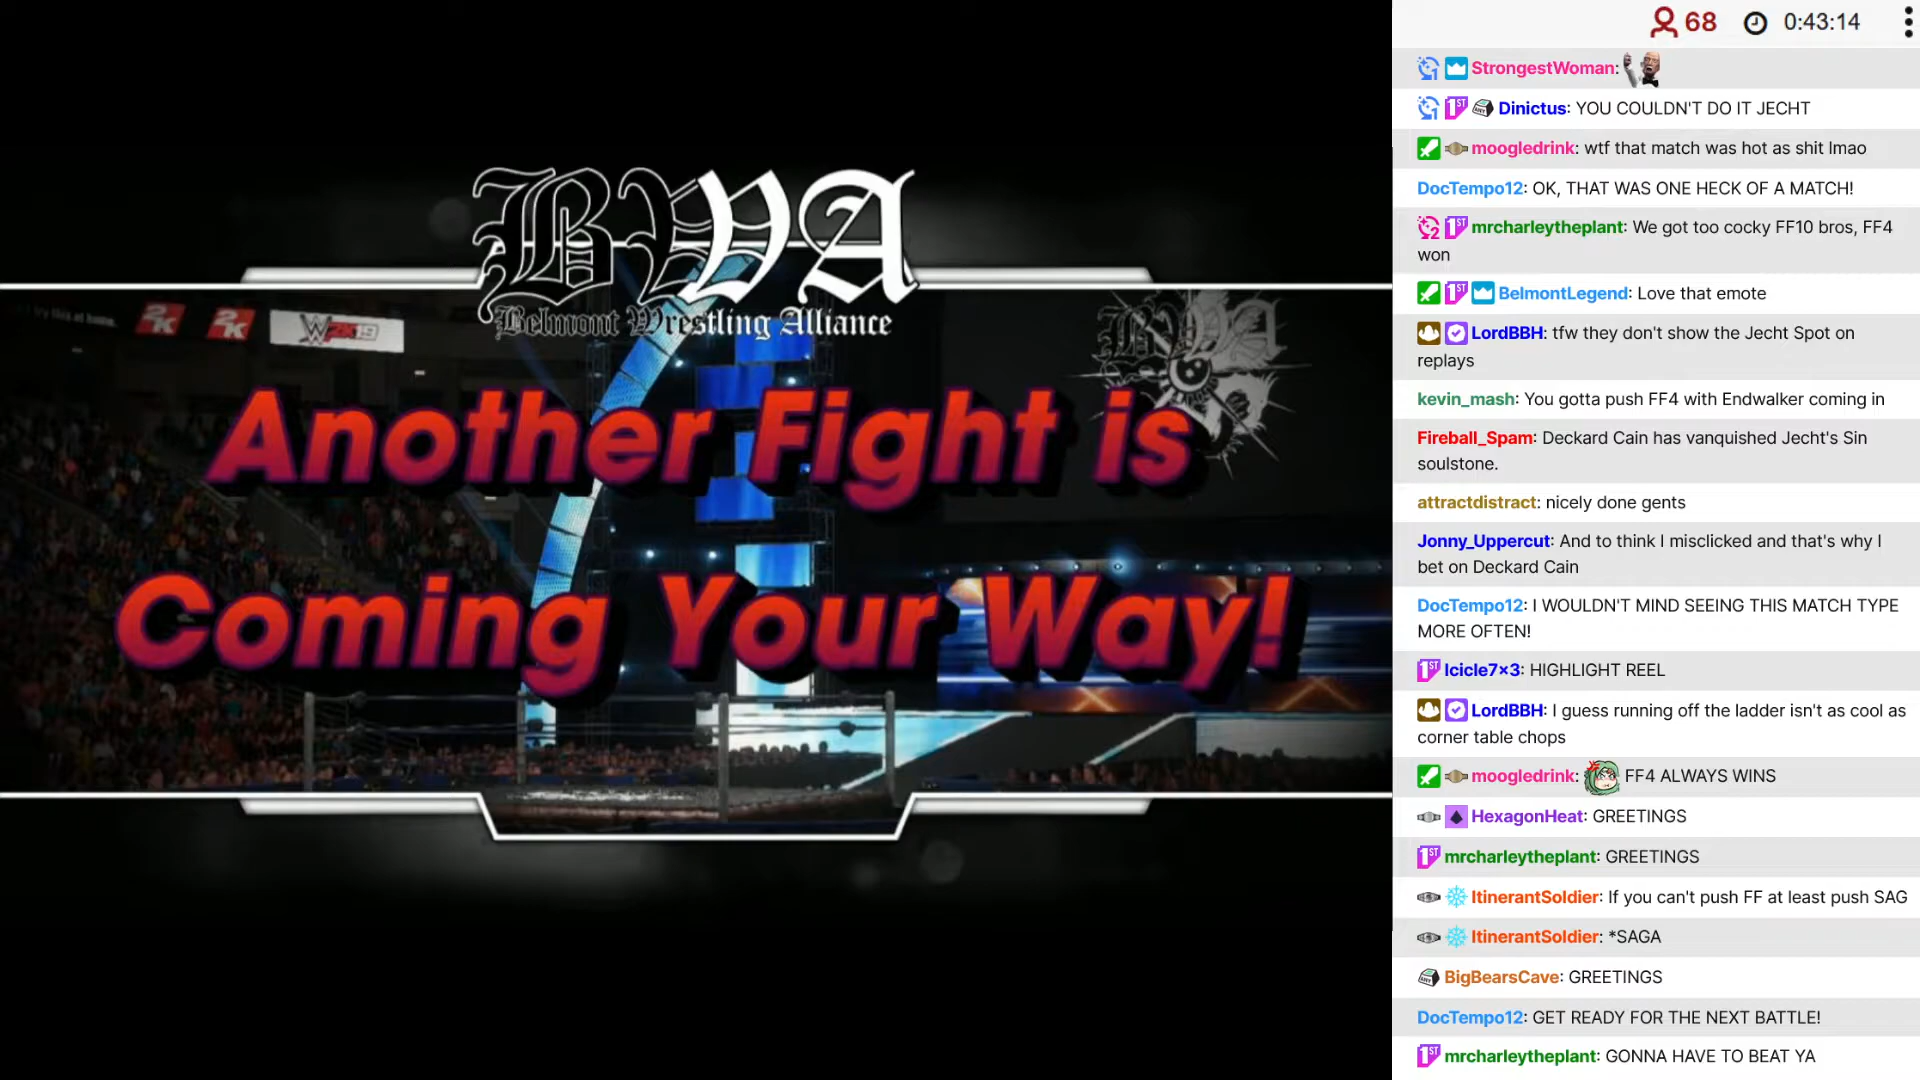 68 0:43:14
StrongestWoman:
Dinictus: YOU COULDN'T DO IT JECHT
moogledrink: wtf that match was hot as shit lmao
DocTempo12: OK, THAT WAS ONE HECK OF A MATCH!
mrcharleytheplant: We got too cocky FF10 bros, FF4
won
BelmontLegend: Love that emote
LordBBH: tfw they don't show the Jecht Spot on
replays
kevin_mash: You gotta push FF4 with Endwalker coming in
Fireball_Spam: Deckard Cain has vanquished Jecht's Sin
soulstone.
attractdistract: nicely done gents
Jonny_Uppercut: And to think I misclicked and that's why I
bet on Deckard Cain
DocTempo12: I WOULDN'T MIND SEEING THIS MATCH TYPE
MORE OFTEN!
Icicle7x3: HIGHLIGHT REEL
LordBBH: I guess running off the ladder isn't as cool as
corner table chops
moogledrink: FF4 ALWAYS WINS
HexagonHeat: GREETINGS
mrcharleytheplant: GREETINGS
ItinerantSoldier: If you can't push FF at least push SAG
ItinerantSoldier: *SAGA
BigBearsCave: GREETINGS
DocTempo12: GET READY FOR THE NEXT BATTLE!
mrcharleytheplant: GONNA HAVE TO BEAT YA
BWA
Belmont Wrestling Alliance
2K 2K W2K19
BWA
Another Fight is
Coming Your Way!